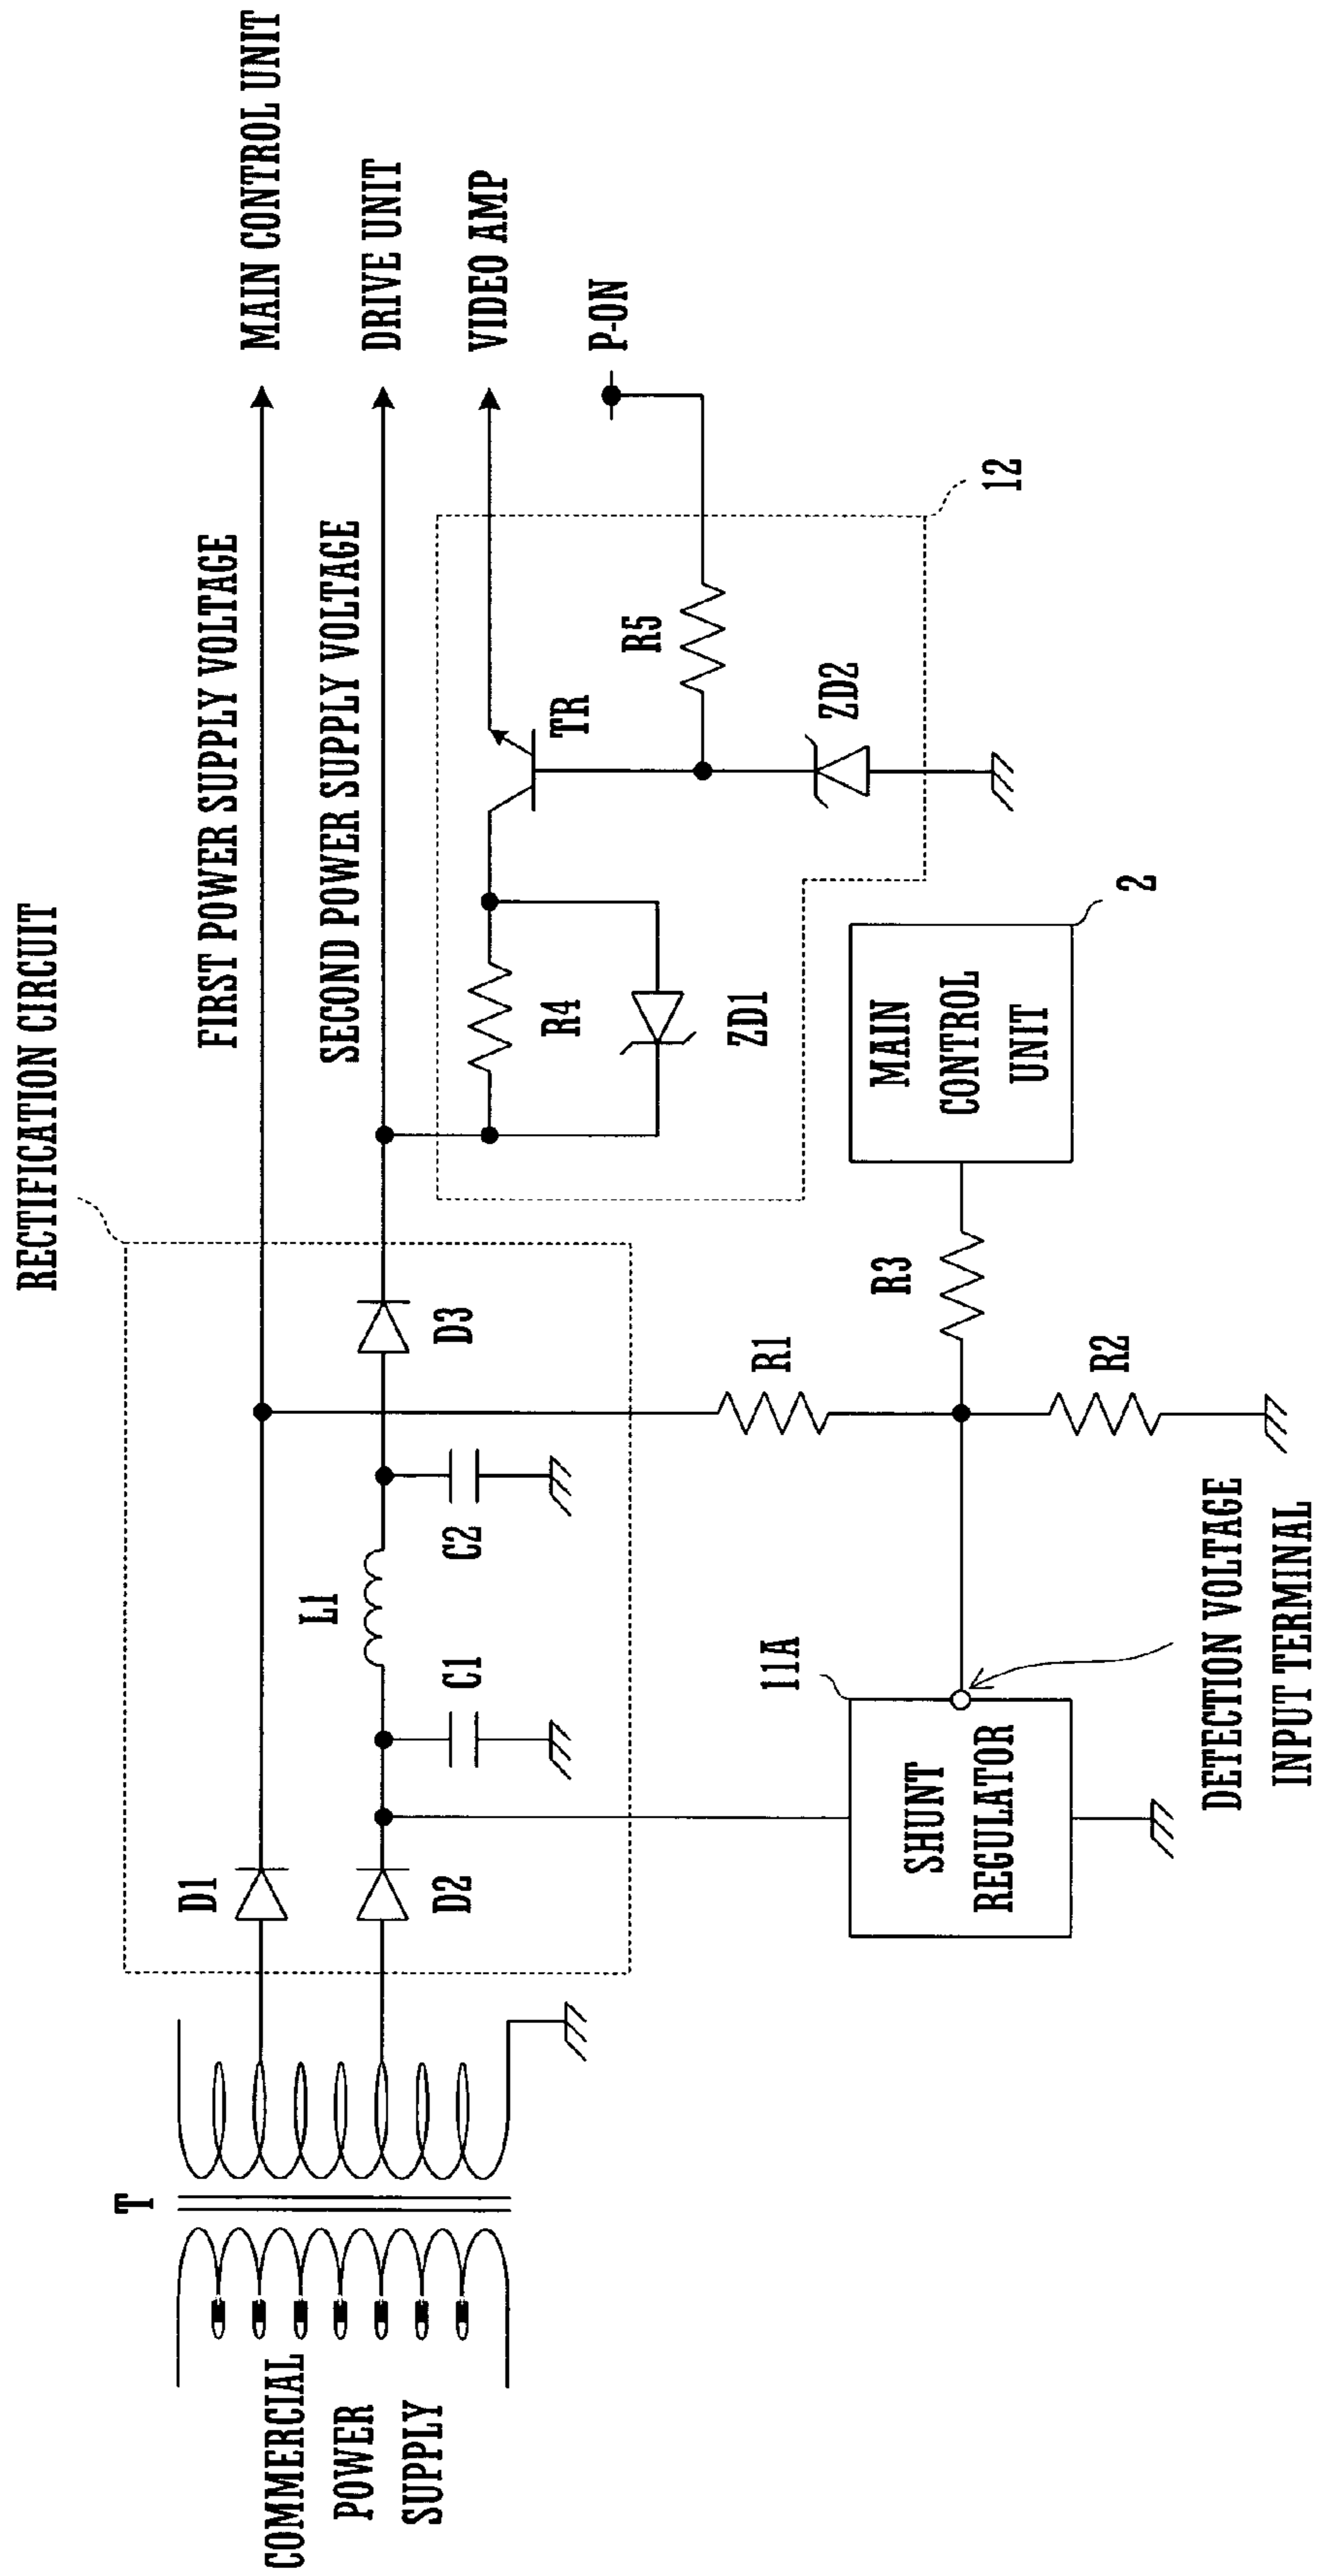 RECTIFICATION CIRCUIT
FIRST POWER SUPPLY VOLTAGE
MAIN CONTROL UNIT
SECOND POWER SUPPLY VOLTAGE
DRIVE UNIT
VIDEO AMP
P-ON
T
COMMERCIAL
POWER
SUPPLY
D1
D2
L1
C1
C2
D3
R4
ZD1
TR
R5
ZD2
12
11A
SHUNT
REGULATOR
R1
R2
R3
MAIN
CONTROL
UNIT
2
DETECTION VOLTAGE
INPUT TERMINAL